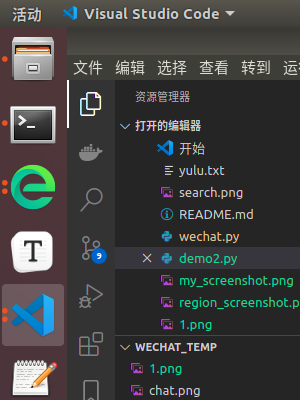 活动 Visual Studio Code
文件 编辑 选择 查看 转到
资源管理器
打开的编辑器
开始
yulu.txt
search.png
README.md
wechat.py
demo2.py
my_screenshot.png
region_screenshot.p
1.png
9
WECHAT_TEMP
1.png
chat.png
T